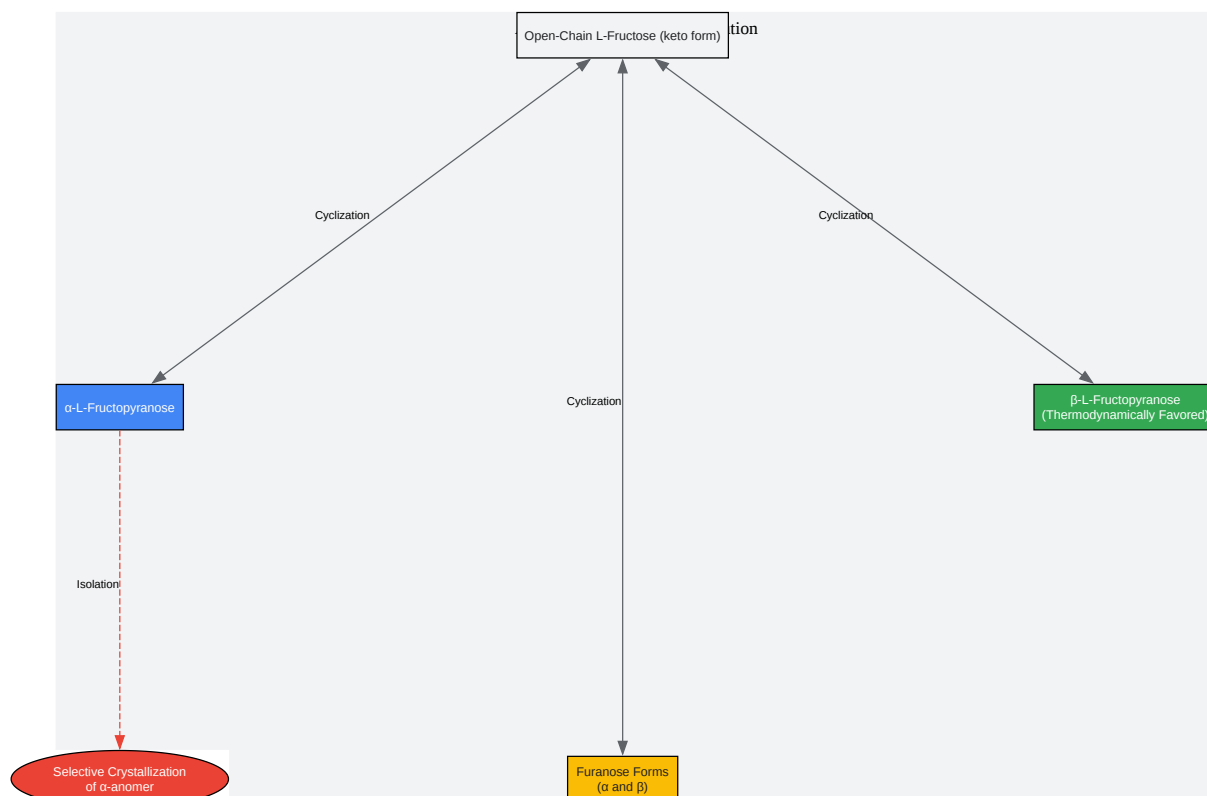 Open-Chain L-Fructose (keto form)
Cyclization
Cyclization
Cyclization
α-L-Fructopyranose
β-L-Fructopyranose
(Thermodynamically Favored)
Isolation
Selective Crystallization
of α-anomer
Furanose Forms
(α and β)